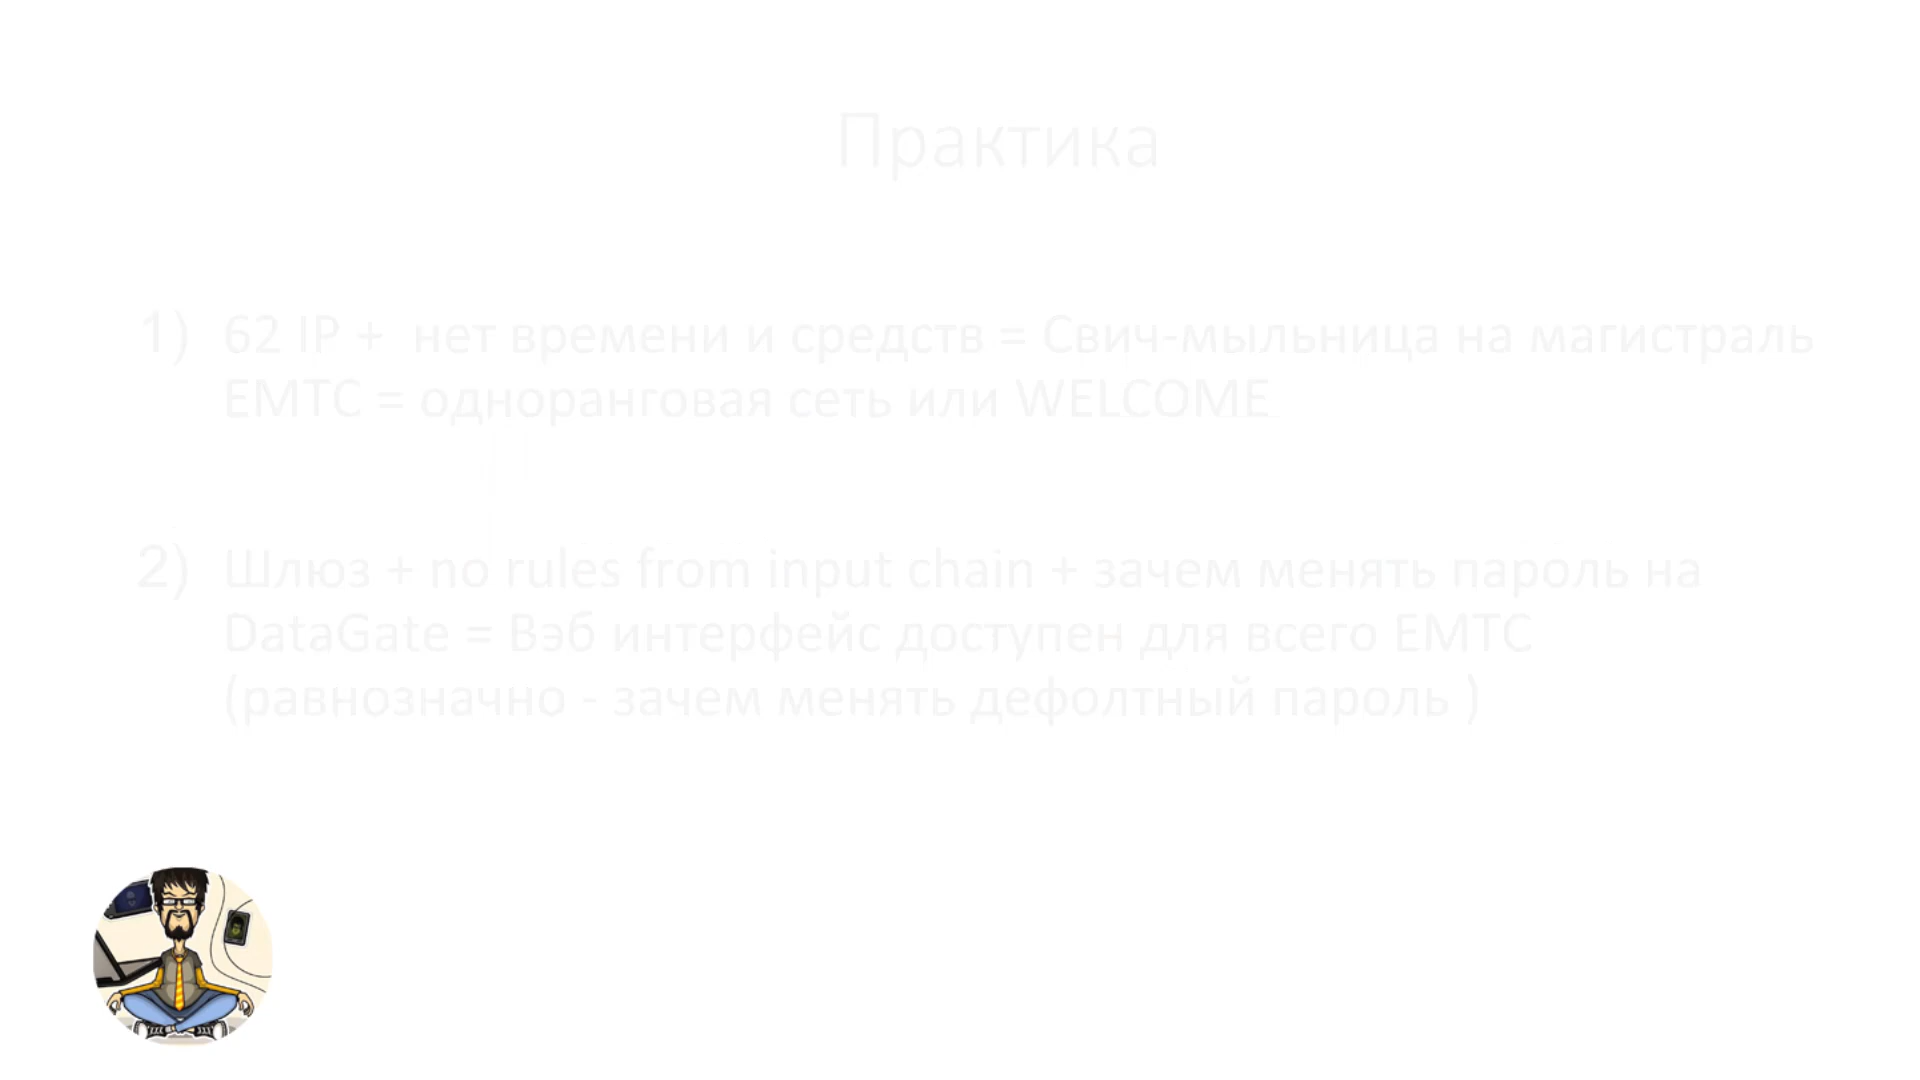 Практика
1) 62 IP + нет времени и средств = Свич-мыльница на магистраль
ЕМТС = одноранговая сеть или WELCOME
2) Шлюз + no rules from input chain + зачем менять пароль на
DataGate = Вэб интерфейс доступен для всего ЕМТС
(равнозначно - зачем менять дефолтный пароль )